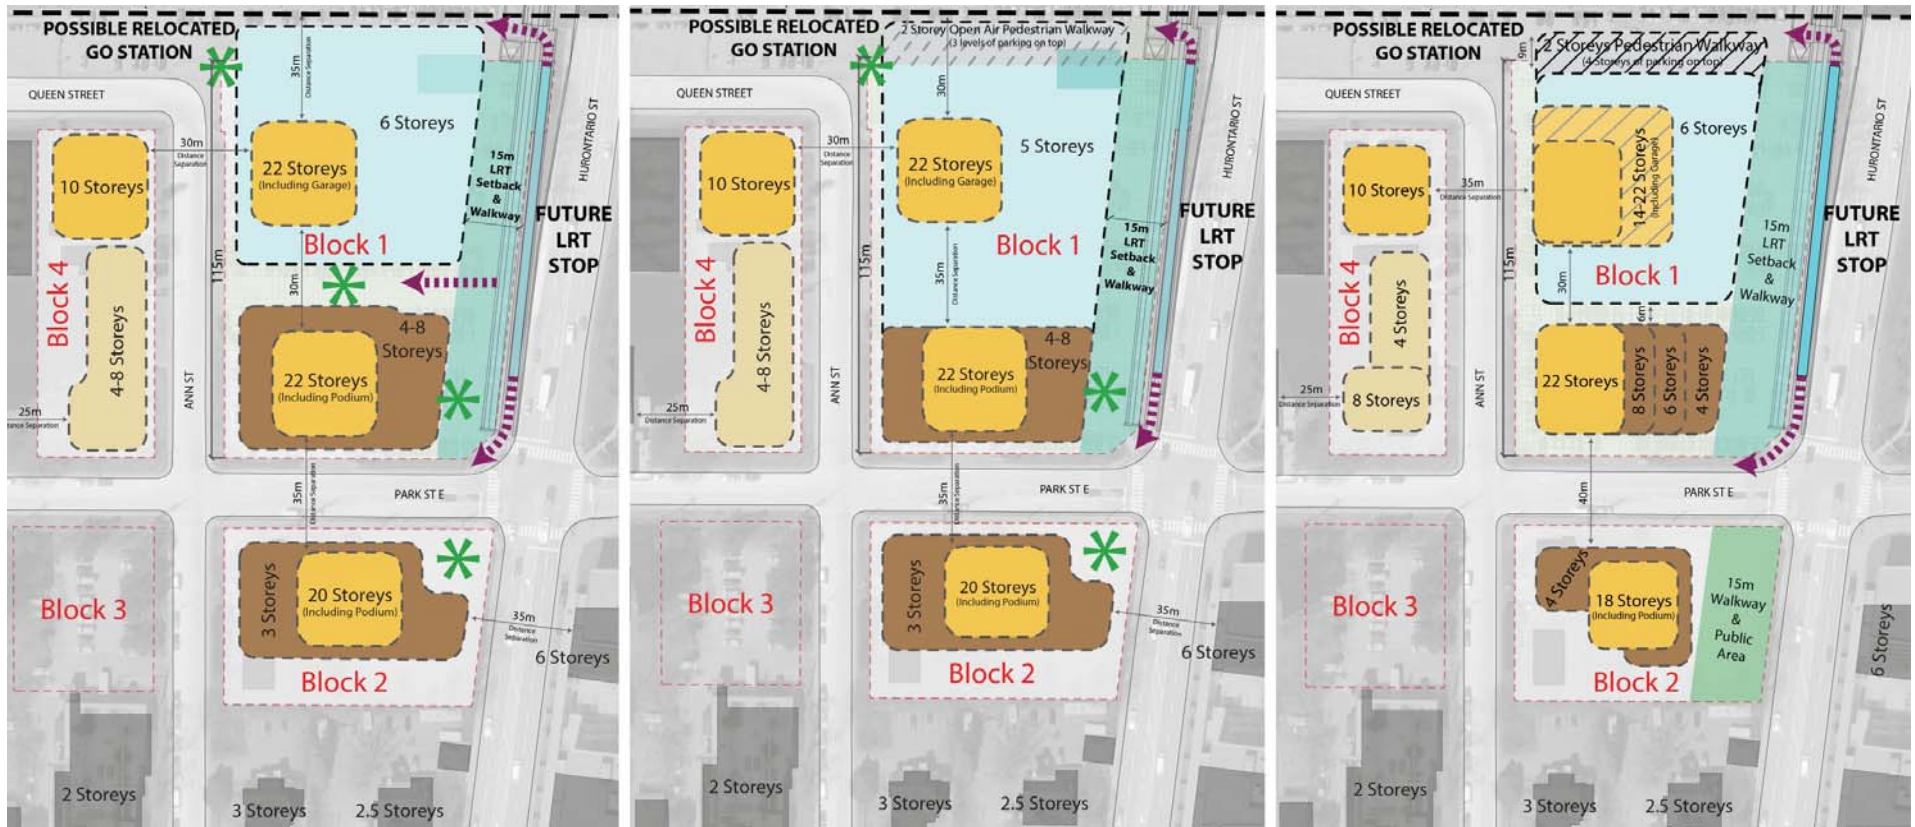 POSSIBLE RELOCATED
GO STATION
35m
Distance Separation
QUEEN STREET
6 Storeys
30m
Distance
Separation
22 Storeys
(Including Garage)
10 Storeys
15m
LRT
Setback
&
Walkway
HURONTARIO ST
FUTURE
LRT
STOP
Block 1
115m
30m
Block 4
4-8 Storeys
4-8
Storeys
22 Storeys
(Including Podium)
ANN ST
25m
Distance Separation
35m
Distance Separation
PARK ST E
Block 3
3 Storeys
20 Storeys
(Including Podium)
35m
Distance
Separation
6 Storeys
Block 2
2 Storeys
3 Storeys
2.5 Storeys
POSSIBLE RELOCATED
GO STATION
2 Storey Open Air Pedestrian Walkway
(3 levels of parking on top)
30m
QUEEN STREET
5 Storeys
30m
Distance
Separation
22 Storeys
(Including Garage)
10 Storeys
HURONTARIO ST
FUTURE
LRT
STOP
15m
LRT
Setback
&
Walkway
Block 1
115m
35m
Distance Separation
Block 4
4-8 Storeys
4-8
Storeys
22 Storeys
(Including Podium)
ANN ST
25m
Distance Separation
35m
Distance Separation
PARK ST E
Block 3
3 Storeys
20 Storeys
(Including Podium)
35m
Distance
Separation
6 Storeys
Block 2
2 Storeys
3 Storeys
2.5 Storeys
POSSIBLE RELOCATED
GO STATION
9m
2 Storeys Pedestrian Walkway
(4 Storeys of parking on top)
QUEEN STREET
6 Storeys
10 Storeys
35m
Distance
Separation
14-22 Storeys
(Including Garage)
HURONTARIO ST
FUTURE
LRT
STOP
15m
LRT
Setback
&
Walkway
115m
30m
Block 1
Block 4
4 Storeys
6m
8 Storeys
25m
Distance Separation
22 Storeys
8 Storeys
6 Storeys
4 Storeys
ANN ST
40m
PARK ST E
Block 3
4 Storeys
18 Storeys
(Including Podium)
15m
Walkway
&
Public
Area
6 Storeys
Block 2
2 Storeys
3 Storeys
2.5 Storeys